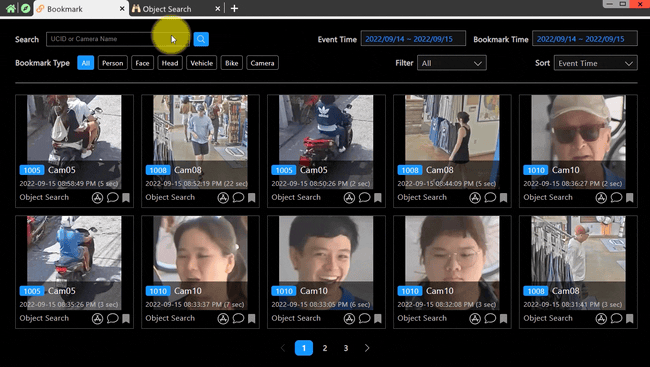 Bookmark
Object Search
Search
UCID or Camera Name
Event Time
2022/09/14 ~ 2022/09/15
Bookmark Time
2022/09/14 ~ 2022/09/15
Bookmark Type
All
Person
Face
Head
Vehicle
Bike
Camera
Filter
All
Sort
Event Time
1005 Cam05
2022-09-15 08:58:49 PM (5 sec)
Object Search
1008 Cam08
2022-09-15 08:52:19 PM (22 sec)
Object Search
1005 Cam05
2022-09-15 08:50:26 PM (2 sec)
Object Search
1008 Cam08
2022-09-15 08:44:09 PM (5 sec)
Object Search
1010 Cam10
2022-09-15 08:36:27 PM (2 sec)
Object Search
1005 Cam05
2022-09-15 08:35:26 PM (3 sec)
Object Search
1010 Cam10
2022-09-15 08:33:37 PM (7 sec)
Object Search
1010 Cam10
2022-09-15 08:33:05 PM (6 sec)
Object Search
1010 Cam10
2022-09-15 08:32:08 PM (3 sec)
Object Search
1008 Cam08
2022-09-15 08:31:41 PM (3 sec)
Object Search
1 2 3